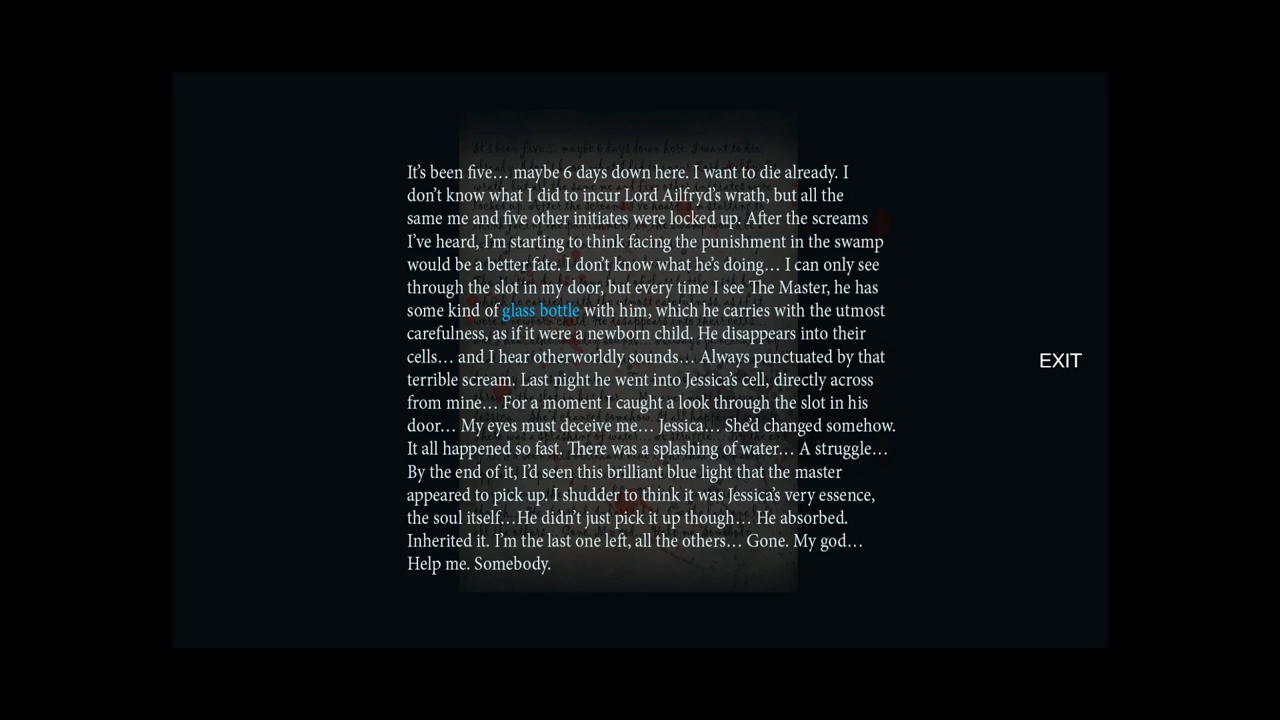 It's been five… maybe 6 days down here. I want to die already. I
don't know what I did to incur Lord Ailfryd's wrath, but all the
same me and five other initiates were locked up. After the screams
I've heard, I'm starting to think facing the punishment in the swamp
would be a better fate. I don't know what he's doing… I can only see
through the slot in my door, but every time I see The Master, he has
some kind of glass bottle with him, which he carries with the utmost
carefulness, as if it were a newborn child. He disappears into their
cells… and I hear otherworldly sounds… Always punctuated by that
terrible scream. Last night he went into Jessica's cell, directly across
from mine… For a moment I caught a look through the slot in his
door… My eyes must deceive me… Jessica… She'd changed somehow.
It all happened so fast. There was a splashing of water… A struggle…
By the end of it, I'd seen this brilliant blue light that the master
appeared to pick up. I shudder to think it was Jessica's very essence,
the soul itself…He didn't just pick it up though… He absorbed.
Inherited it. I'm the last one left, all the others… Gone. My god…
Help me. Somebody.
EXIT